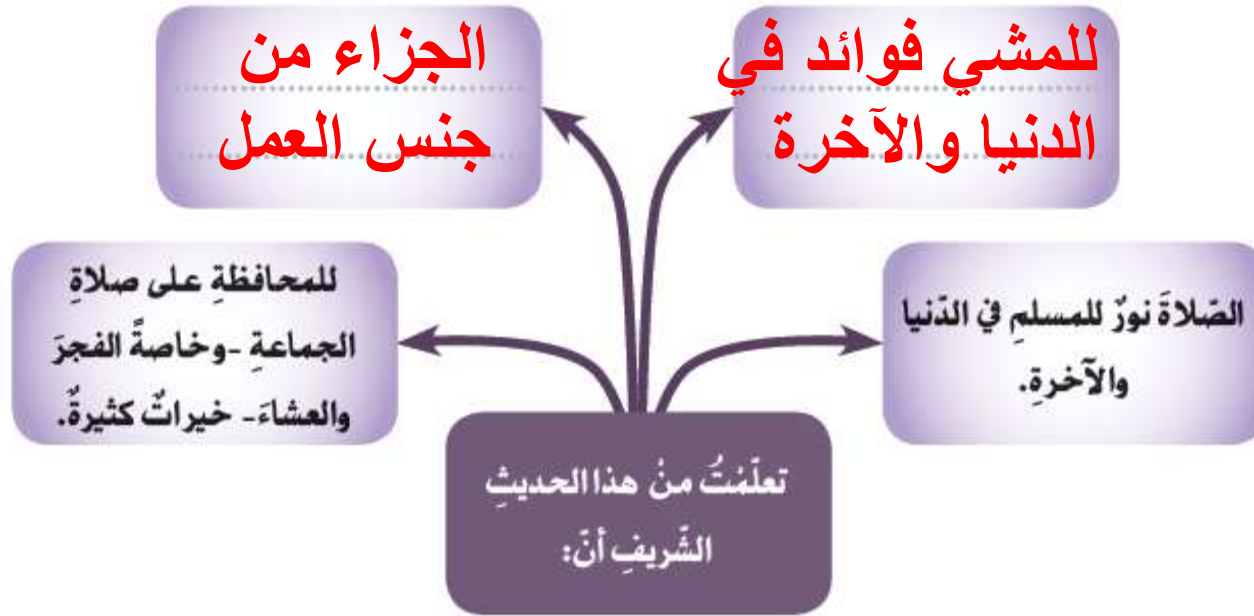 للمشي فوائد في
الدنيا والآخرة
الجزاء من
جنس العمل
الصّلاةَ نورٌ للمسلمِ في الدّنيا
والآخرةِ.
للمحافظةِ على صلاةِ
الجماعةِ -وخاصةً الفجرَ
والعشاءَ- خيراتٌ كثيرةٌ.
تعلّمْتُ منْ هذا الحديثِ
الشّريفِ أنّ: